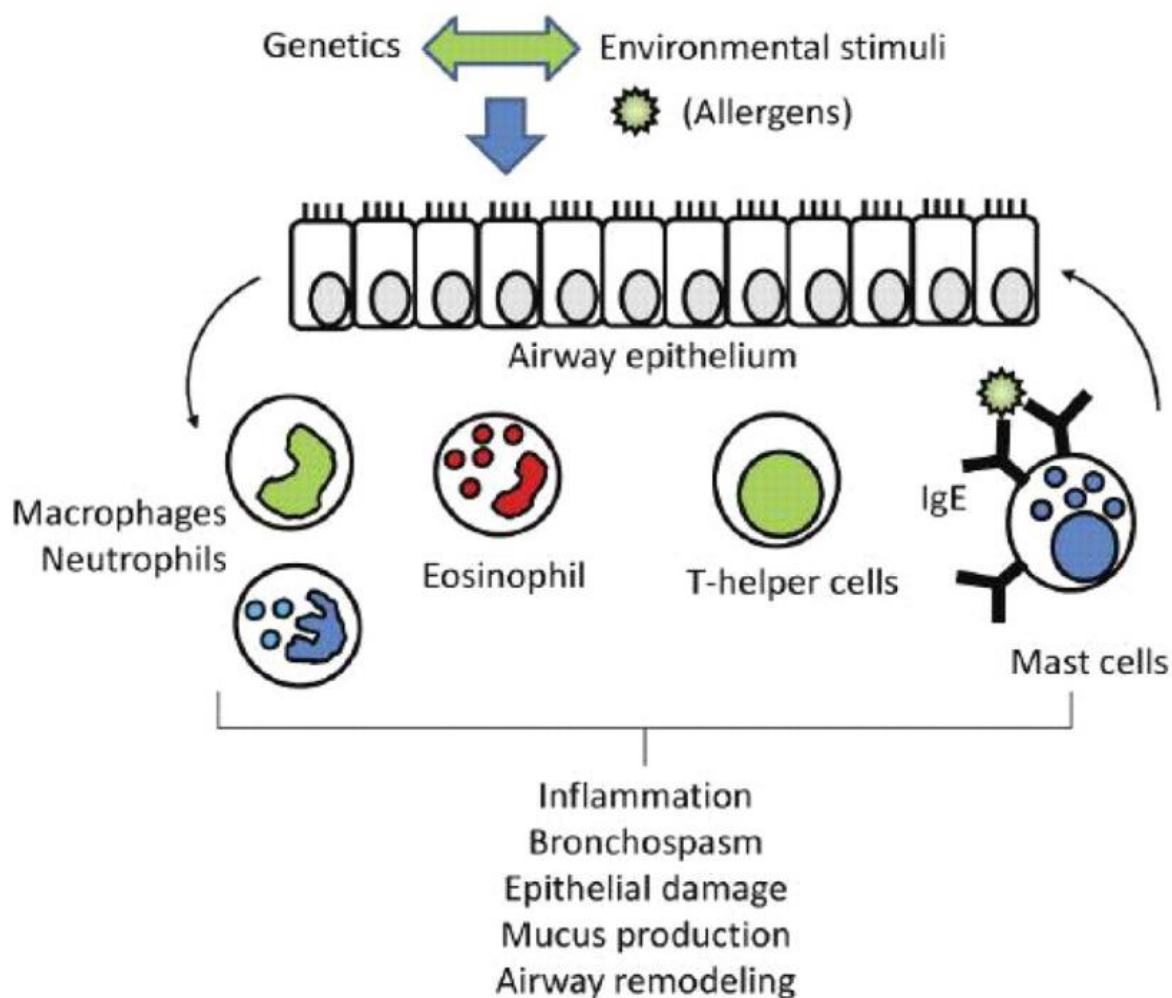 Genetics
Environmental stimuli
(Allergens)
Airway epithelium
Macrophages
Neutrophils
Eosinophil
T-helper cells
IgE
Mast cells
Inflammation
Bronchospasm
Epithelial damage
Mucus production
Airway remodeling